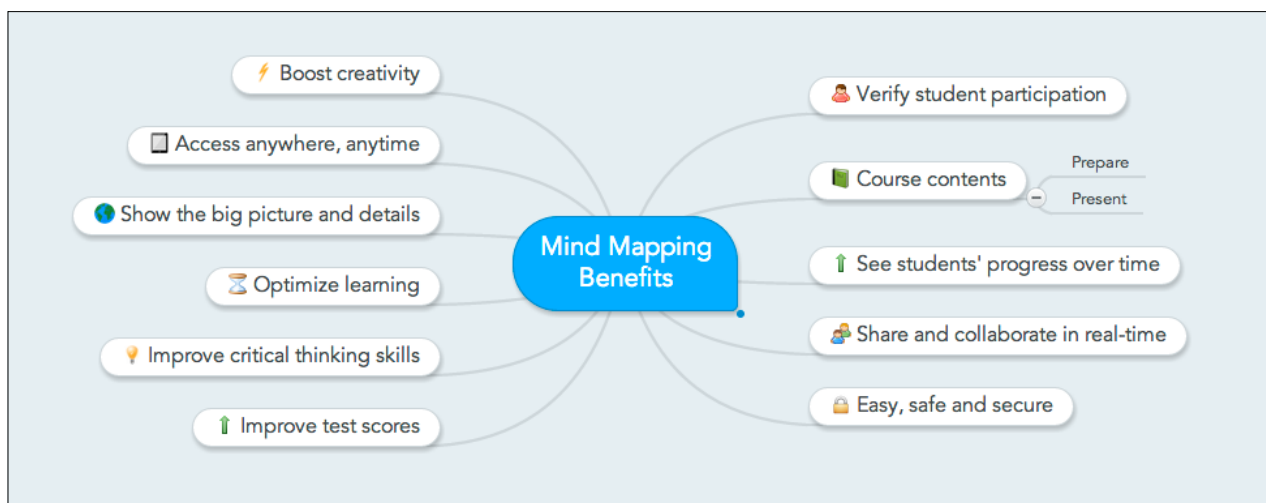 Mind Mapping
Benefits
Boost creativity
Access anywhere, anytime
Show the big picture and details
Optimize learning
Improve critical thinking skills
Improve test scores
Verify student participation
Course contents
Prepare
Present
See students' progress over time
Share and collaborate in real-time
Easy, safe and secure